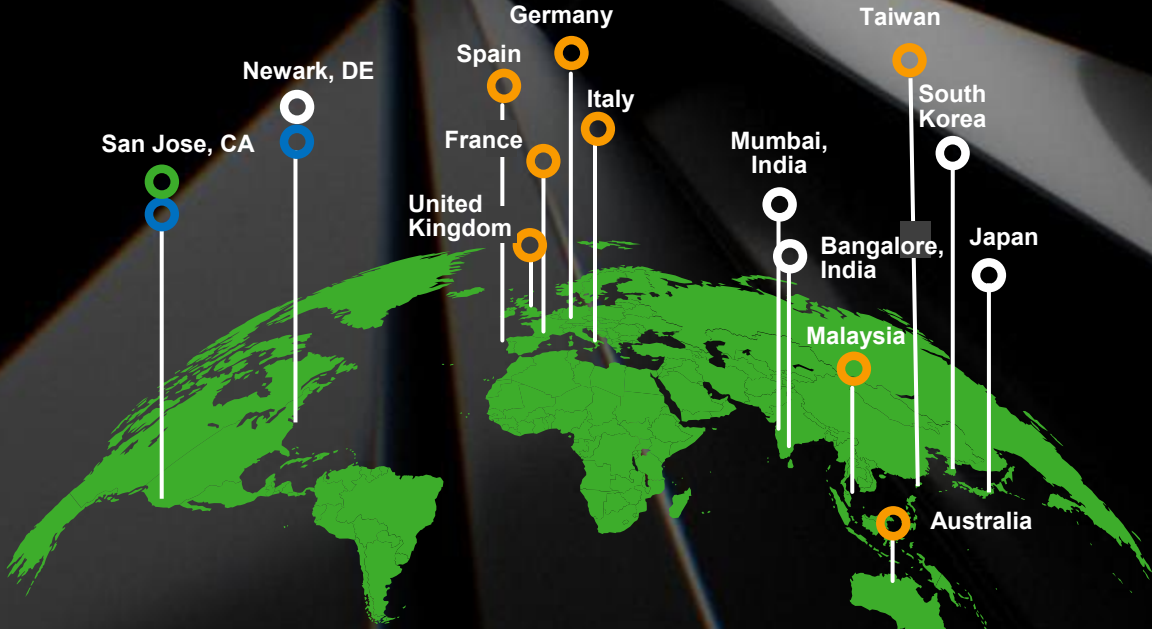 Germany
Taiwan
Spain
Newark, DE
Italy
South
Korea
San Jose, CA
France
Mumbai,
India
United
Kingdom
Bangalore,
India
Japan
Malaysia
Australia